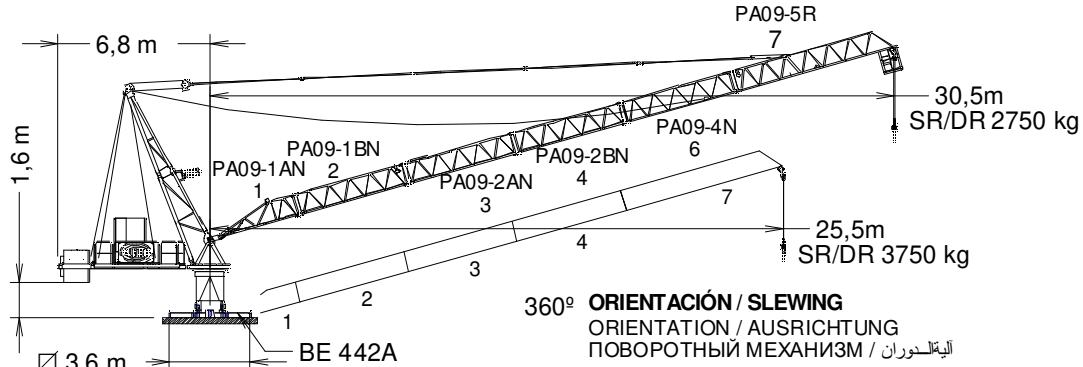 PA09-5R
7
6,8 m
30,5m
SR/DR 2750 kg
PA09-4N
6
PA09-1BN
2
PA09-2BN
4
PA09-1AN
1
PA09-2AN
3
1,6 m
7
25,5m
SR/DR 3750 kg
4
3
2
1
360º ORIENTACIÓN / SLEWING
ORIENTATION / AUSRICHTUNG
ПОВОРОТНЫЙ МЕХАНИЗМ / آليةالـدوران
BE 442A
3,6 m